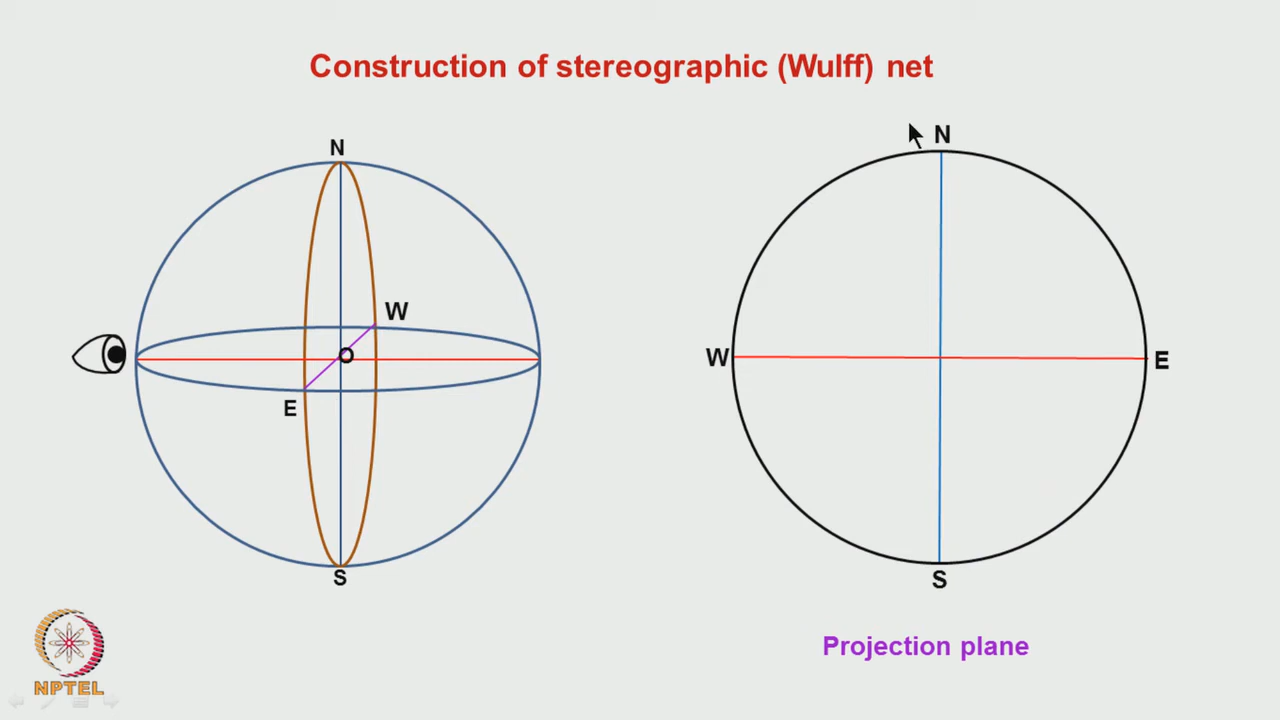 Construction of stereographic (Wulff) net
N
W
O
E
S
N
W
E
S
Projection plane
NPTEL